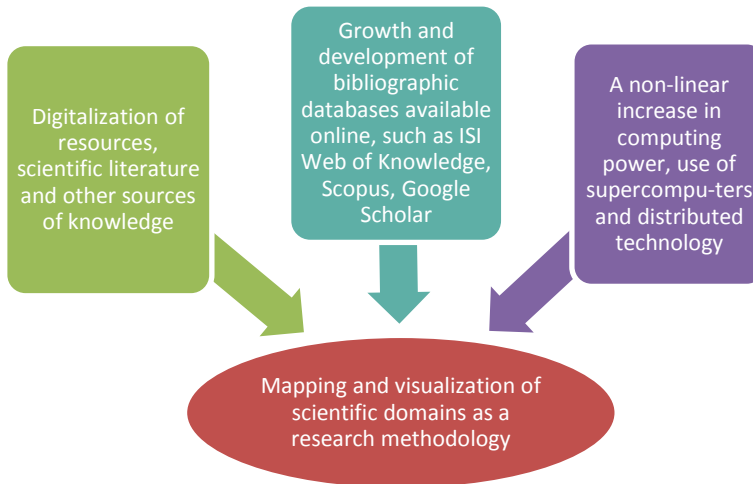 Digitalization of
resources,
scientific literature
and other sources
of knowledge
Growth and
development of
bibliographic
databases available
online, such as ISI
Web of Knowledge,
Scopus, Google
Scholar
A non-linear
increase in
computing
power, use of
supercompu-ters
and distributed
technology
Mapping and visualization of
scientific domains as a
research methodology